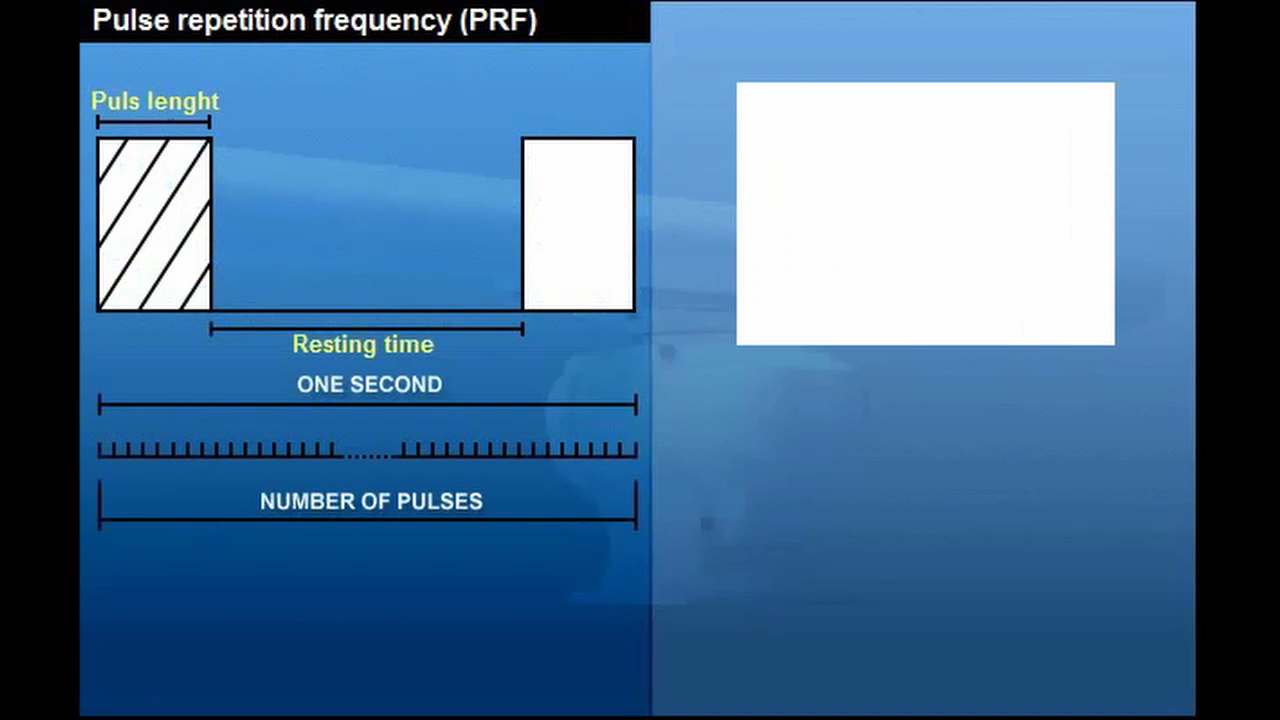 Pulse repetition frequency (PRF)
Puls lenght
Resting time
ONE SECOND
NUMBER OF PULSES